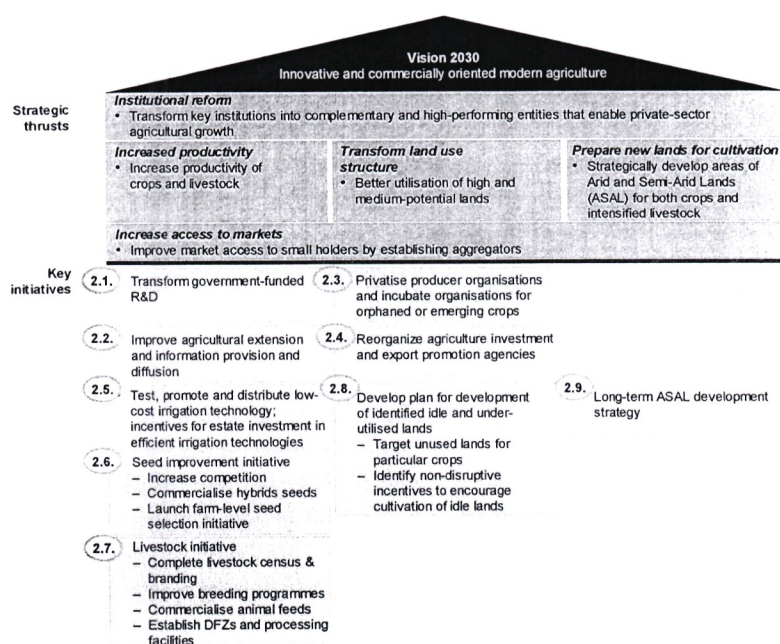 Vision 2030
Innovative and commercially oriented modern agriculture
Strategic
thrusts
Institutional reform
• Transform key institutions into complementary and high-performing entities that enable private-sector
agricultural growth
Increased productivity
• Increase productivity of
crops and livestock
Transform land use
structure
• Better utilisation of high and
medium-potential lands
Prepare new lands for cultivation
• Strategically develop areas of
Arid and Semi-Arid Lands
(ASAL) for both crops and
intensified livestock
Increase access to markets
• Improve market access to small holders by establishing aggregators
Key
initiatives
2.1. Transform government-funded
R&D
2.3. Privatise producer organisations
and incubate organisations for
orphaned or emerging crops
2.2. Improve agricultural extension
and information provision and
diffusion
2.4. Reorganize agriculture investment
and export promotion agencies
2.5. Test, promote and distribute low-
cost irrigation technology;
incentives for estate investment in
efficient irrigation technologies
2.8. Develop plan for development
of identified idle and under-
utilised lands
– Target unused lands for
particular crops
– Identify non-disruptive
incentives to encourage
cultivation of idle lands
2.9. Long-term ASAL development
strategy
2.6. Seed improvement initiative
– Increase competition
– Commercialise hybrids seeds
– Launch farm-level seed
selection initiative
2.7. Livestock initiative
– Complete livestock census &
branding
– Improve breeding programmes
– Commercialise animal feeds
– Establish DFZs and processing
facilities